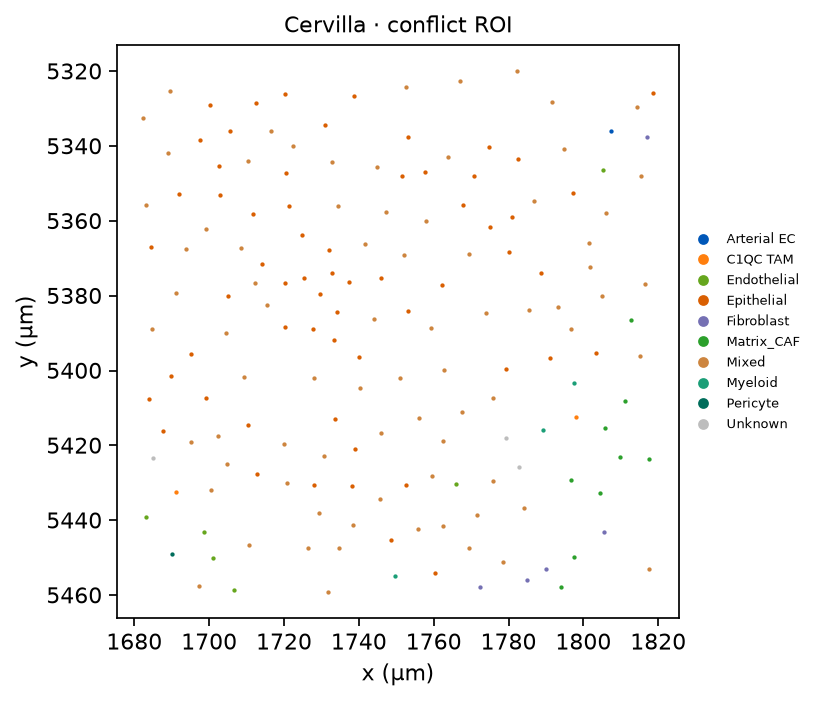 Cervilla · conflict ROI
5320
5340
5360
5380
5400
5420
5440
5460
y (µm)
1680 1700 1720 1740 1760 1780 1800 1820
x (µm)
Arterial EC
C1QC TAM
Endothelial
Epithelial
Fibroblast
Matrix_CAF
Mixed
Myeloid
Pericyte
Unknown